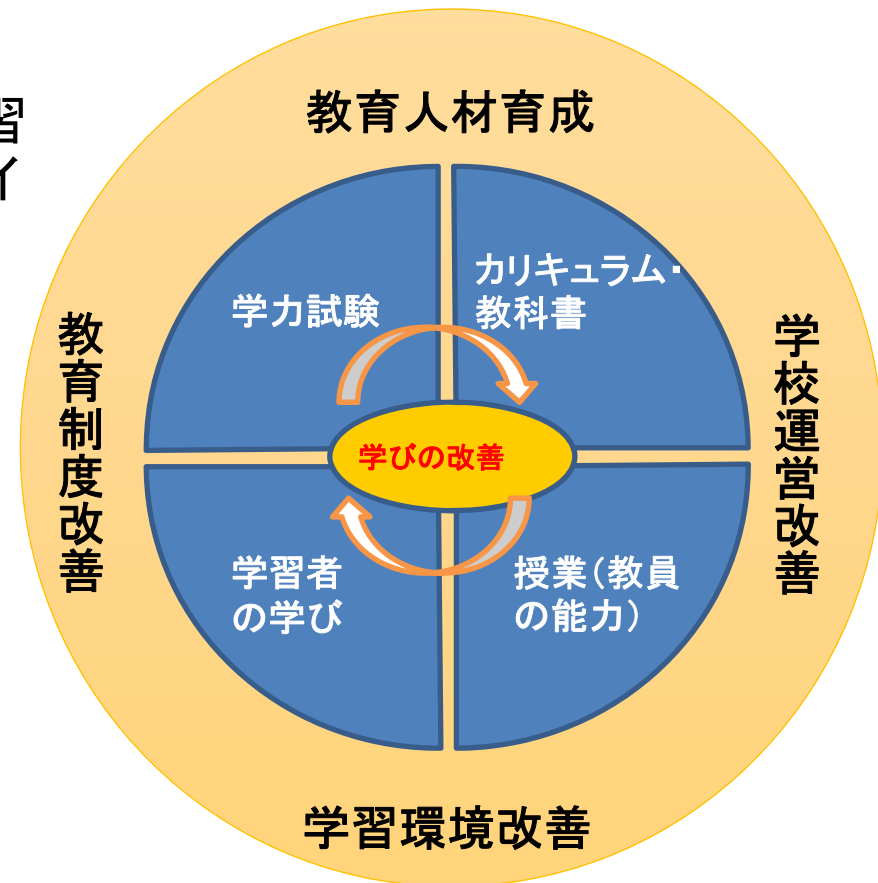 習
イ
教育人材育成
学力試験
カリキュラム・
教科書
教育制度改善
学校運営改善
学びの改善
学習者
の学び
授業(教員
の能力)
学習環境改善